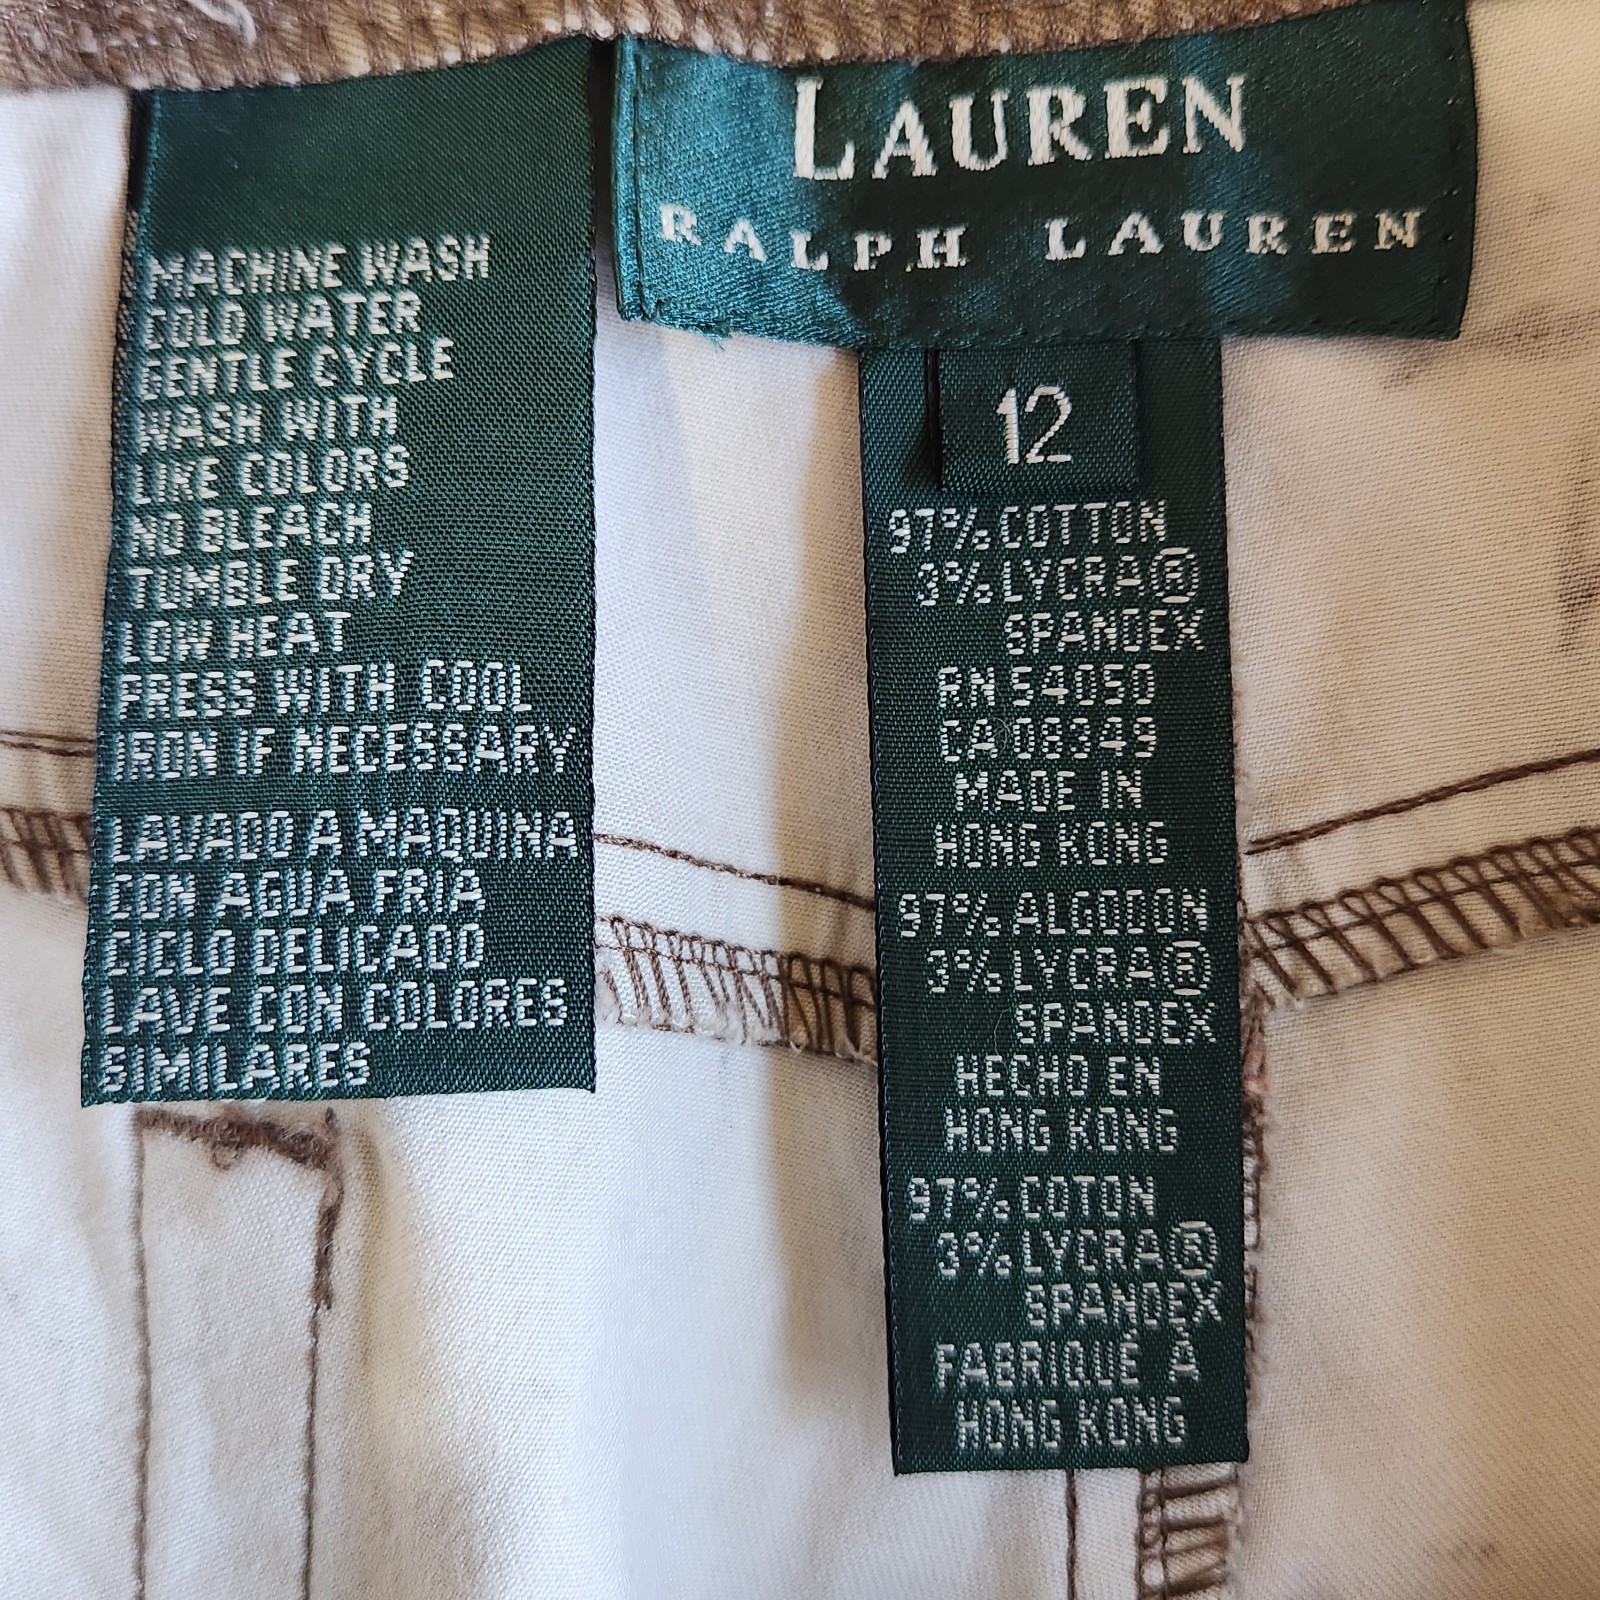 MACHINE WASH
COLD WATER
GENTLE CYCLE
WASH WITH
LIKE COLORS
NO BLEACH
TUMBLE DRY
LOW HEAT
PRESS WITH COOL
IRON IF NECESSARY
LAVADO A MAQUINA
CON AGUA FRIA
CICLO DELICADO
LAVE CON COLORES
SIMILARES
LAUREN
RALPH LAUREN
12
97% COTTON
3% LYCRA®
SPANDEX
RN 54050
CA 08349
MADE IN
HONG KONG
97% ALGODON
3% LYCRA®
SPANDEX
HECHO EN
HONG KONG
97% COTON
3% LYCRA®
SPANDEX
FABRIQUÉ À
HONG KONG